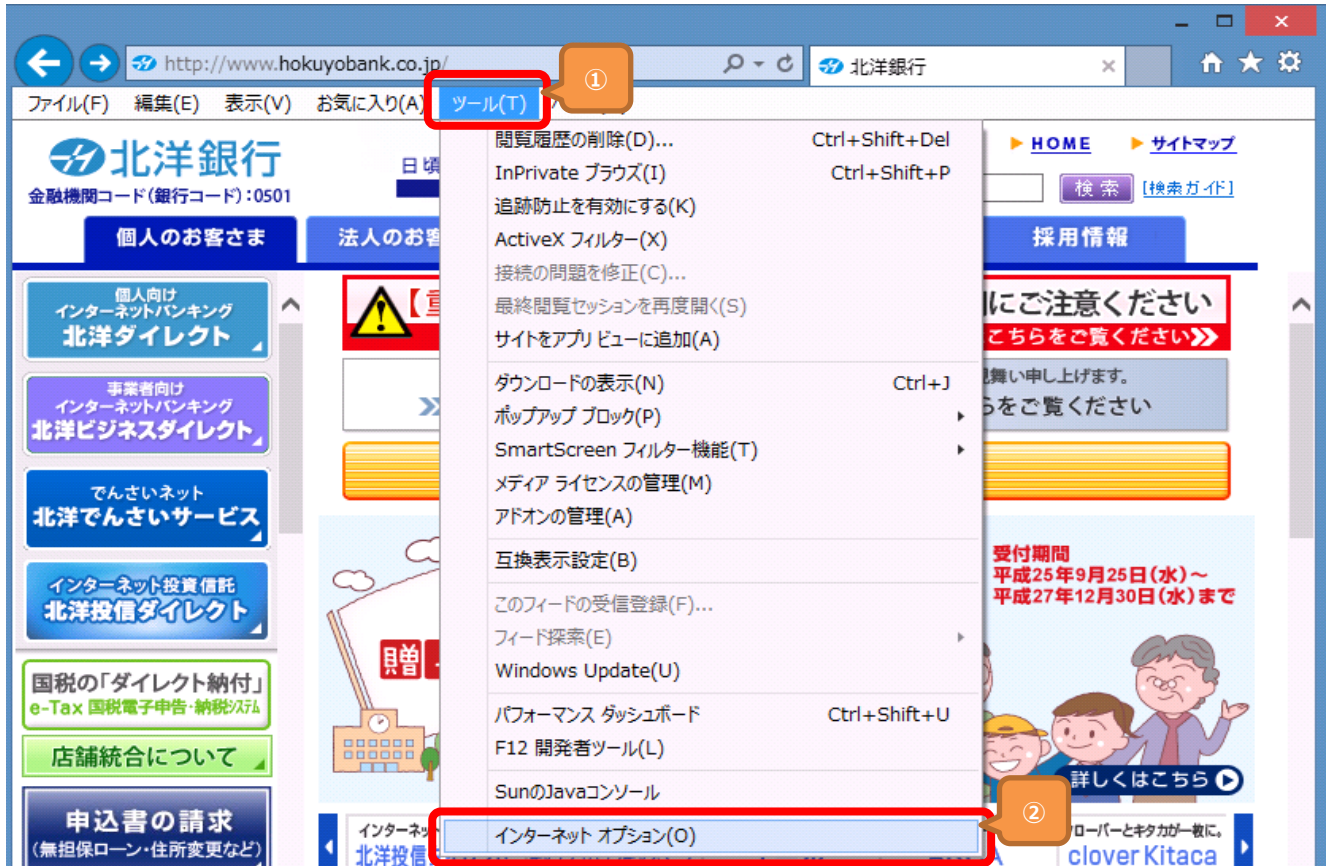 http://www.hokuyobank.co.jp/
北洋銀行
①
ファイル(F) 編集(E) 表示(V) お気に入り(A) ツール(T)
北洋銀行
金融機関コード(銀行コード):0501
日頃
HOME
サイトマップ
検索
[検索ガイド]
個人のお客さま
法人のお客
採用情報
個人向け
インターネットバンキング
北洋ダイレクト
事業者向け
インターネットバンキング
北洋ビジネスダイレクト
でんさいネット
北洋でんさいサービス
インターネット投資信託
北洋投信ダイレクト
国税の「ダイレクト納付」
e-Tax 国税電子申告・納税システム
店舗統合について
申込書の請求
(無担保ローン・住所変更など)
閲覧履歴の削除(D)... Ctrl+Shift+Del
InPrivate ブラウズ(I) Ctrl+Shift+P
追跡防止を有効にする(K)
ActiveX フィルター(X)
接続の問題を修正(C)...
最終閲覧セッションを再度開く(S)
サイトをアプリ ビューに追加(A)
ダウンロードの表示(N) Ctrl+J
ポップアップ ブロック(P)
SmartScreen フィルター機能(T)
メディア ライセンスの管理(M)
アドオンの管理(A)
互換表示設定(B)
このフィードの受信登録(F)...
フィード探索(E)
Windows Update(U)
パフォーマンス ダッシュボード Ctrl+Shift+U
F12 開発者ツール(L)
SunのJavaコンソール
インターネット オプション(O)
②
【重
にご注意ください
こちらをご覧ください
舞い申し上げます。
をご覧ください
贈
受付期間
平成25年9月25日(水)～
平成27年12月30日(水)まで
詳しくはこちら
インターネッ
北洋投信
ローバーとキタカが一枚に。
clover Kitaca